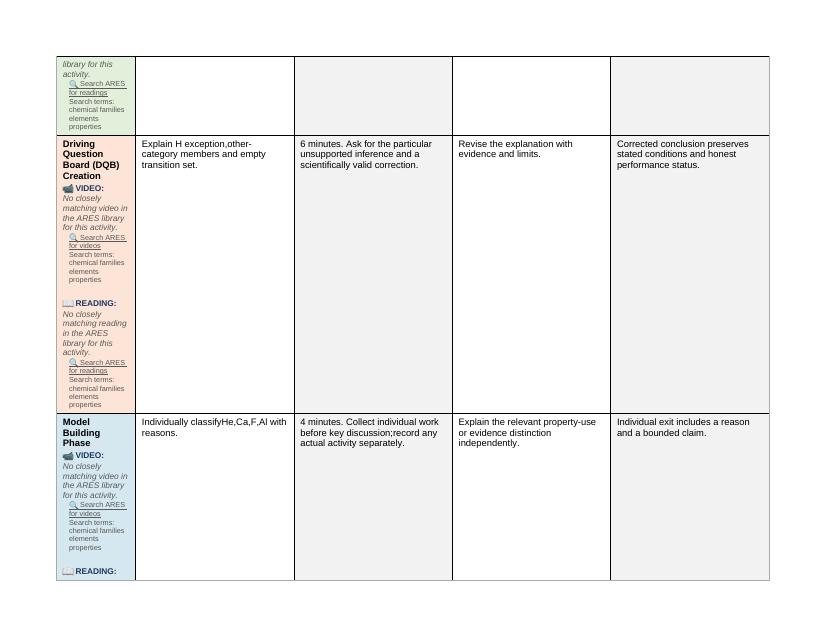 library for this
activity.
🔍 Search ARES
for readings
Search terms:
chemical families
elements
properties
Driving
Question
Board (DQB)
Creation
📹 VIDEO:
No closely
matching video in
the ARES library
for this activity.
🔍 Search ARES
for videos
Search terms:
chemical families
elements
properties
📖 READING:
No closely
matching reading
in the ARES
library for this
activity.
🔍 Search ARES
for readings
Search terms:
chemical families
elements
properties
Explain H exception,other-
category members and empty
transition set.
6 minutes. Ask for the particular
unsupported inference and a
scientifically valid correction.
Revise the explanation with
evidence and limits.
Corrected conclusion preserves
stated conditions and honest
performance status.
Model
Building
Phase
📹 VIDEO:
No closely
matching video in
the ARES library
for this activity.
🔍 Search ARES
for videos
Search terms:
chemical families
elements
properties
📖 READING:
Individually classifyHe,Ca,F,Al with
reasons.
4 minutes. Collect individual work
before key discussion;record any
actual activity separately.
Explain the relevant property-use
or evidence distinction
independently.
Individual exit includes a reason
and a bounded claim.